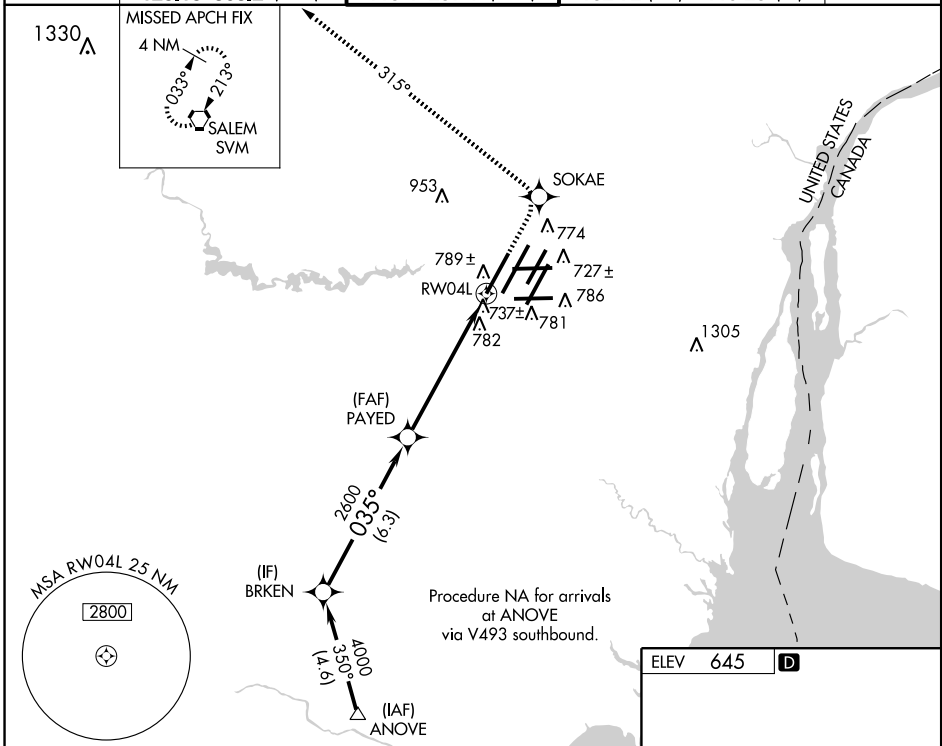 MISSED APCH FIX
1330
4 NM
033°
213°
SALEM
SVM
315°
UNITED STATES
CANADA
953
SOKAE
774
789±
727±
RW04L
786
737±
781
782
1305
(FAF)
PAYED
2600
035°
(6.3)
MSA RW04L 25 NM
2800
(IF)
BRKEN
Procedure NA for arrivals
at ANOVE
via V493 southbound.
4000
350°
(4.6)
(IAF)
ANOVE
ELEV 645 D